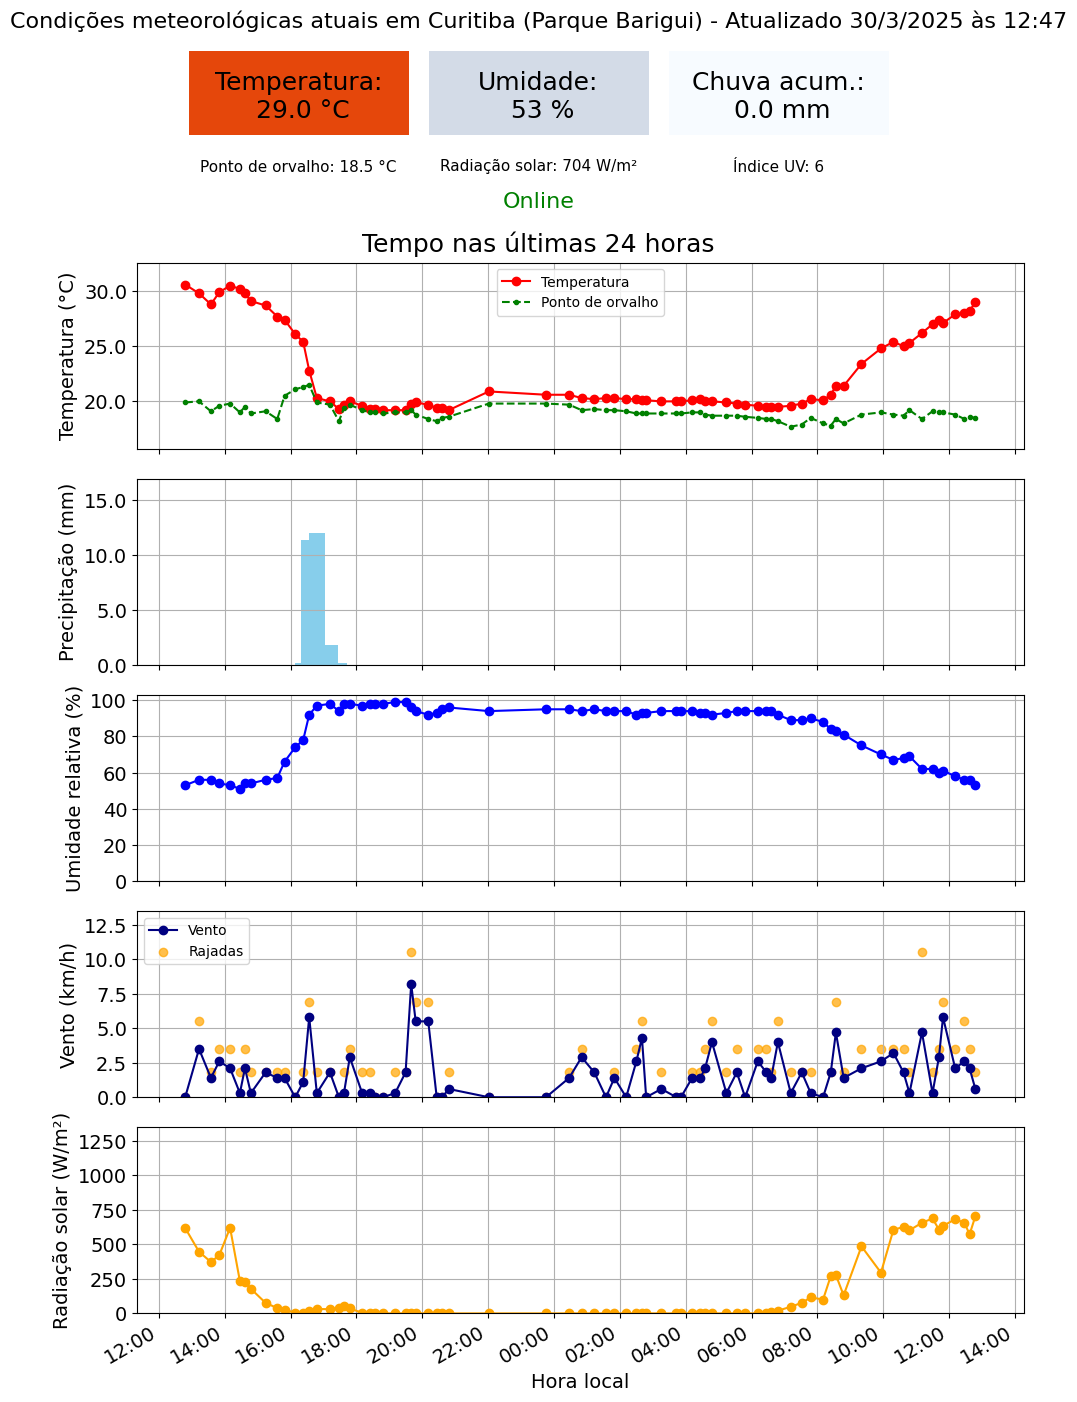 Condições meteorológicas atuais em Curitiba (Parque Barigui) - Atualizado 30/3/2025 às 12:47
Temperatura:
29.0 °C
Umidade:
53 %
Chuva acum.:
0.0 mm
Ponto de orvalho: 18.5 °C
Radiação solar: 704 W/m²
Índice UV: 6
Online
Tempo nas últimas 24 horas
Temperatura (°C)
30.0
25.0
20.0
Temperatura
Ponto de orvalho
Precipitação (mm)
15.0
10.0
5.0
0.0
Umidade relativa (%)
100
80
60
40
20
0
Vento (km/h)
12.5
10.0
7.5
5.0
2.5
0.0
Vento
Rajadas
Radiação solar (W/m²)
1250
1000
750
500
250
0
12:00 14:00 16:00 18:00 20:00 22:00 00:00 02:00 04:00 06:00 08:00 10:00 12:00 14:00
Hora local